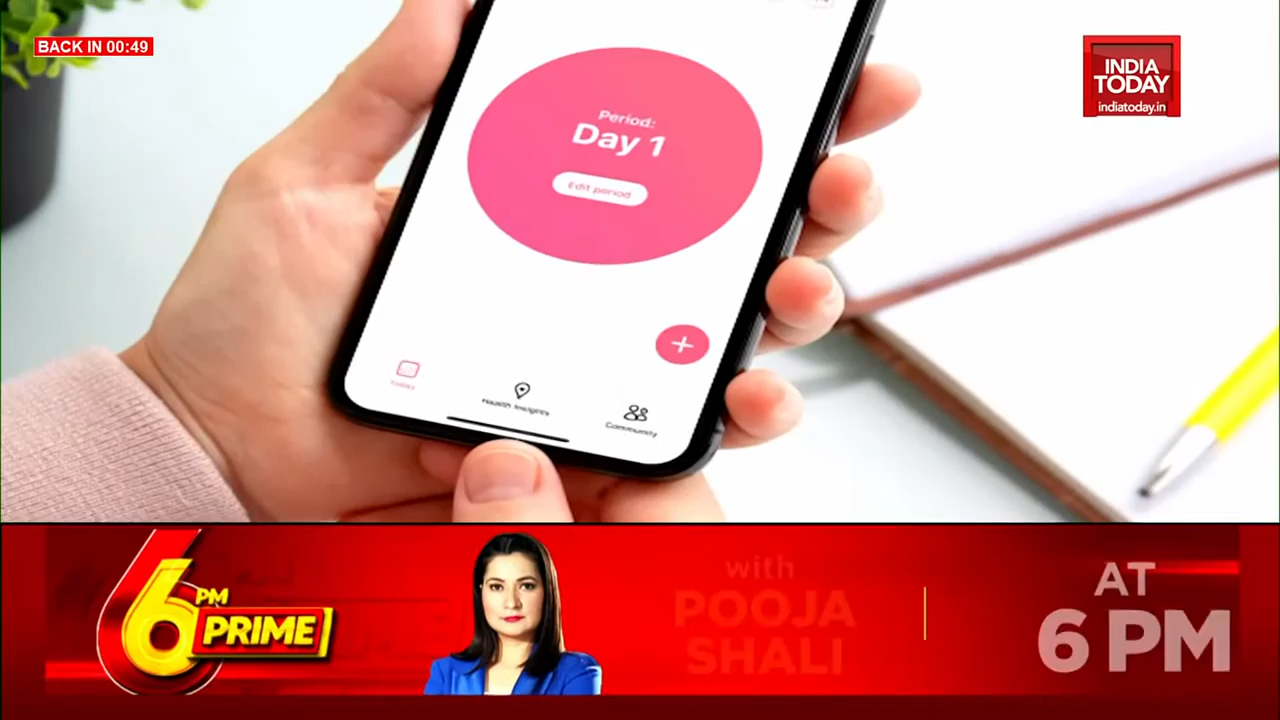 BACK IN 00:49
INDIA
TODAY
indiatoday.in
Period:
Day 1
Edit period
Health Insights
Community
6
PM
PRIME
with
POOJA
SHALI
AT
6 PM